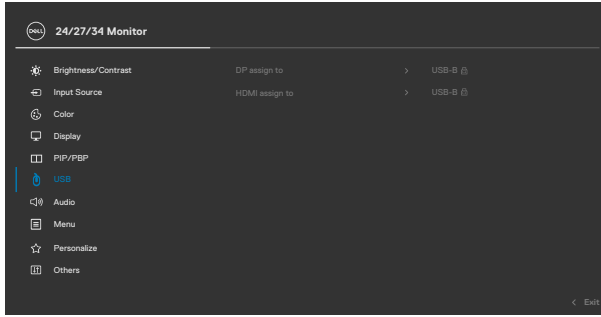 DELL
24/27/34 Monitor
Brightness/Contrast
DP assign to > USB-B
Input Source
HDMI assign to > USB-B
Color
Display
PIP/PBP
USB
Audio
Menu
Personalize
Others
< Exit